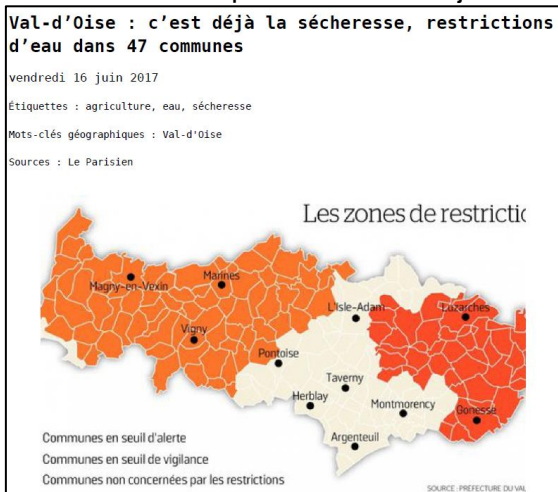 Val-d’Oise : c’est déjà la sécheresse, restrictions
d’eau dans 47 communes
vendredi 16 juin 2017
Étiquettes : agriculture, eau, sécheresse
Mots-clés géographiques : Val-d'Oise
Sources : Le Parisien
Les zones de restrictio
Magny-en-Vexin
Marines
L'Isle-Adam
Luzarches
Vigny
Pontoise
Taverny
Herblay
Montmorency
Gonesse
Argenteuil
Communes en seuil d'alerte
Communes en seuil de vigilance
Communes non concernées par les restrictions
SOURCE : PRÉFECTURE DU VAL